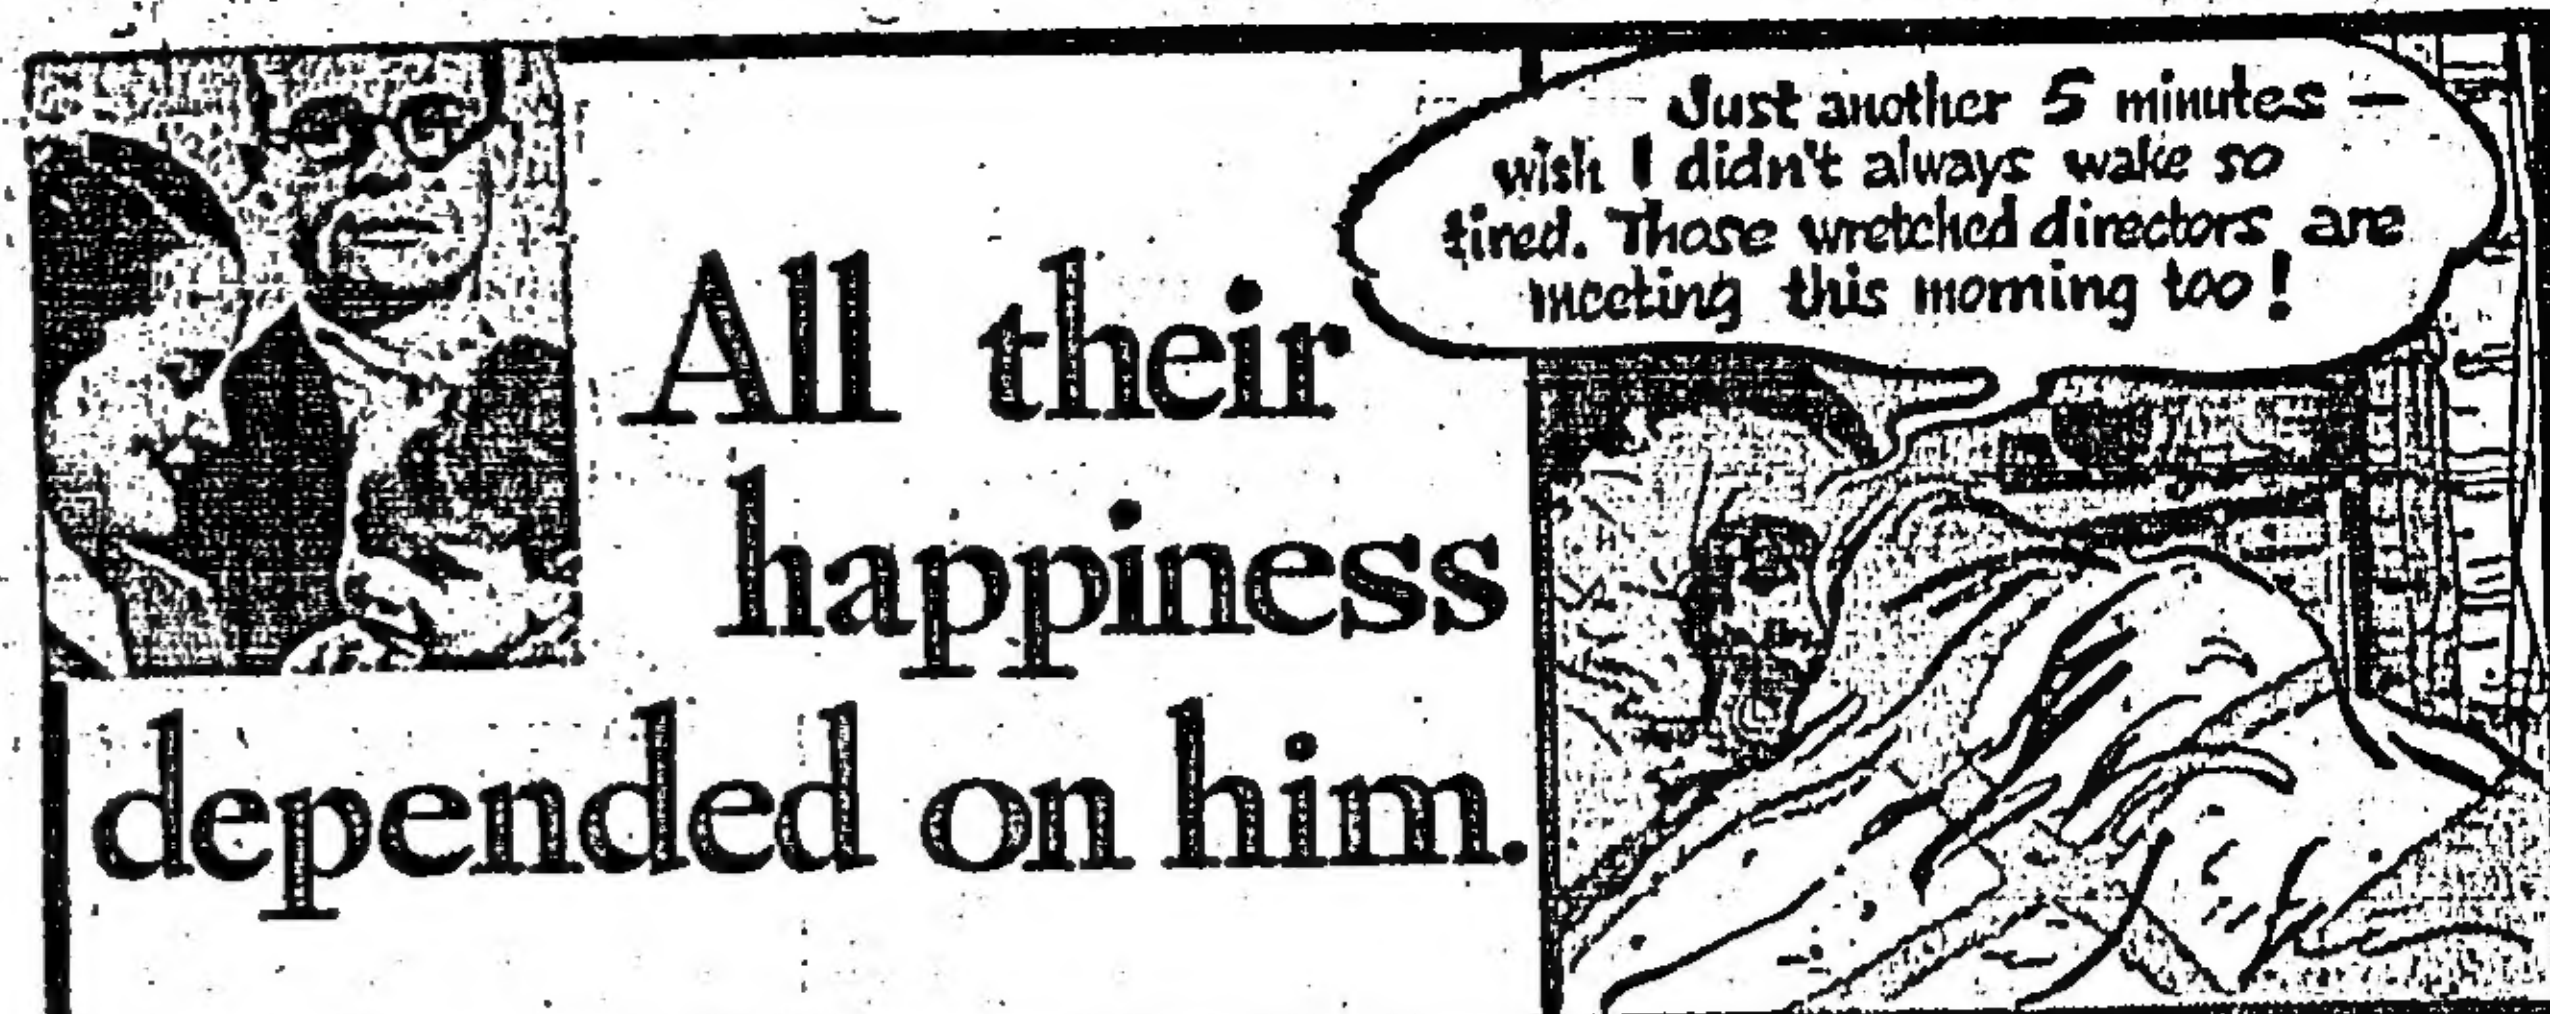 All their
happiness
depended on him.
Just another 5 minutes —
wish I didn't always wake so
tired. Those wretched directors are
meeting this morning too!